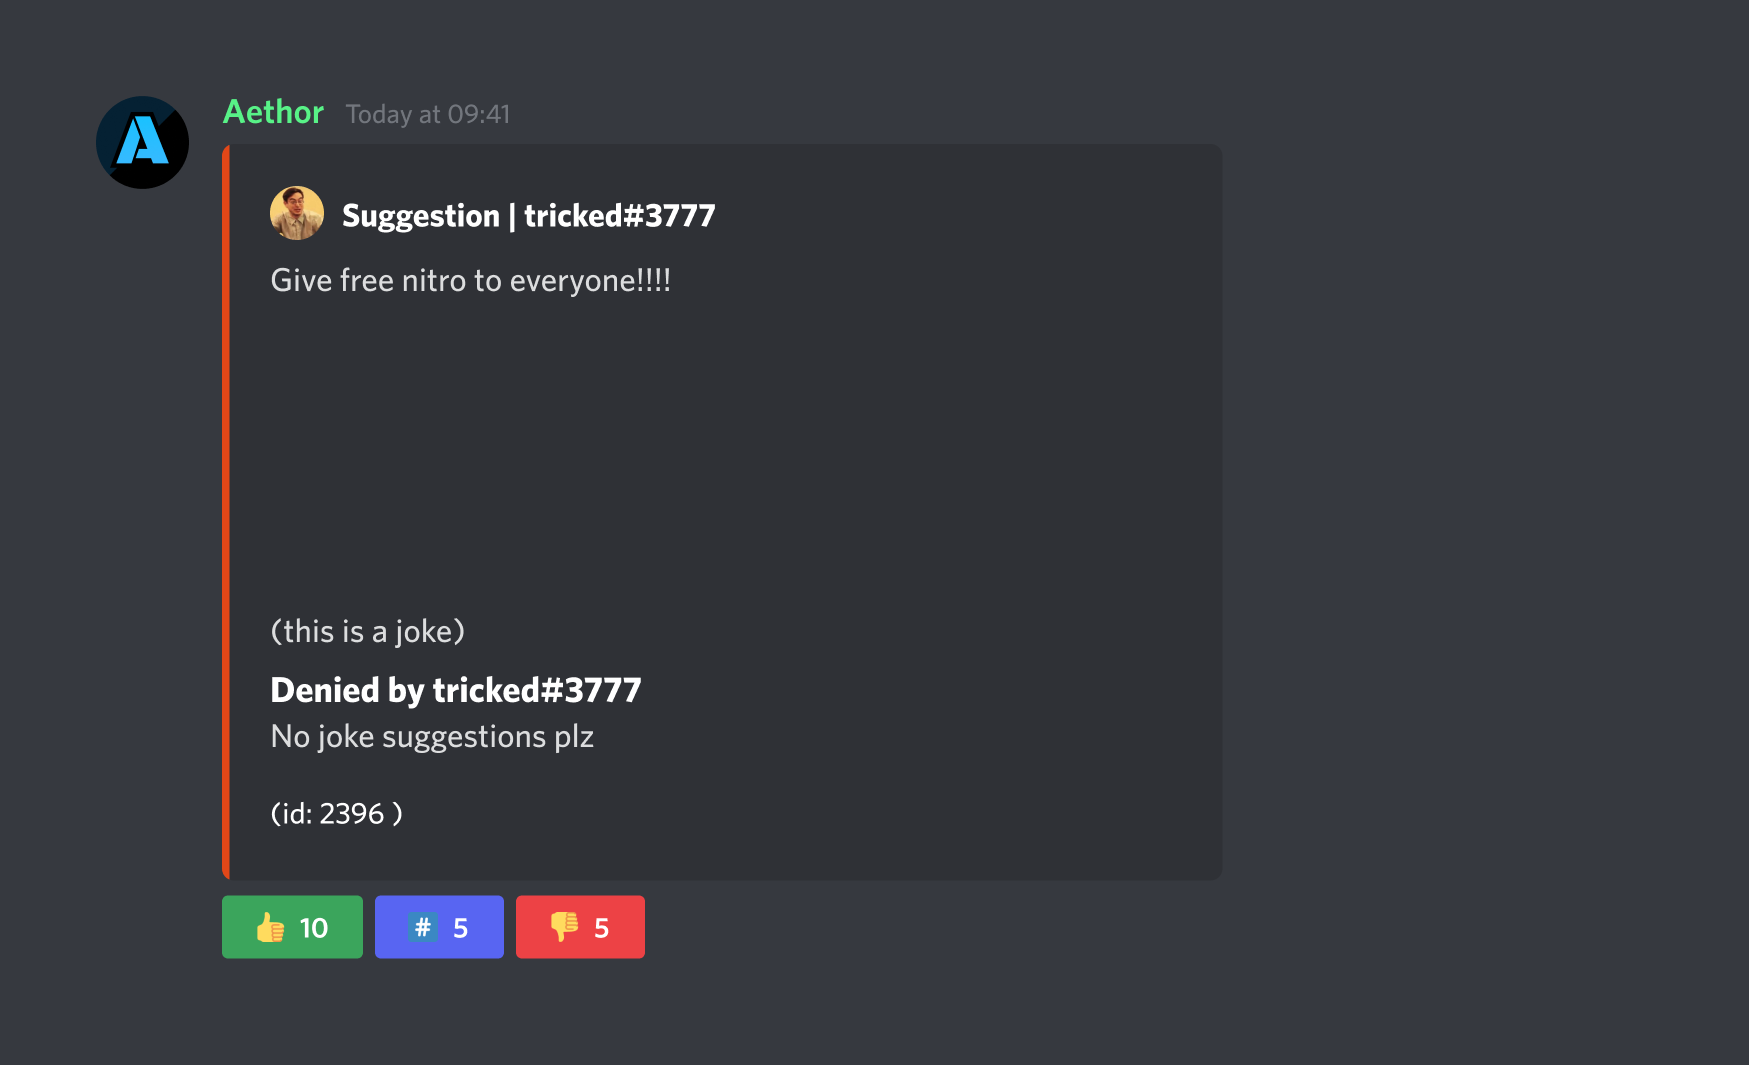 A
Aethor Today at 09:41
Suggestion | tricked#3777
Give free nitro to everyone!!!!
(this is a joke)
Denied by tricked#3777
No joke suggestions plz
(id: 2396 )
👍 10 #️⃣ 5 👎 5